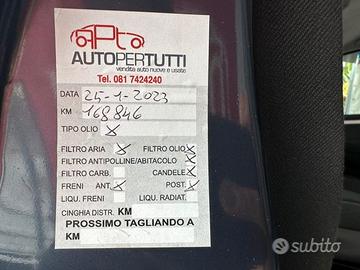 APT
AUTOPERTUTTI
vendita auto nuove e usate
Tel. 081 7424240
DATA 25-1-2023
KM 168846
TIPO OLIO X
FILTRO ARIA X FILTRO OLIO X
FILTRO ANTIPOLLINE/ABITACOLO X
FILTRO CARB. CANDELE X
FRENI ANT. X POST. X
LIQU. FRENI LIQU. RADIAT.
CINGHIA DISTR. KM
PROSSIMO TAGLIANDO A
KM
subito